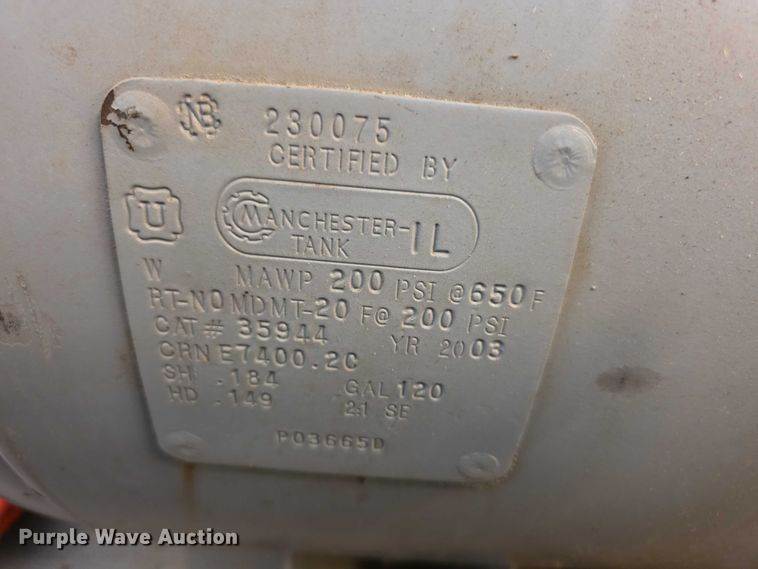 NB 230075
CERTIFIED BY
U
MANCHESTER-IL
TANK
W MAWP 200 PSI @650F
RT-NO MDMT-20 F@ 200 PSI
CAT# 35944 YR 2003
CRN E7400.2C
SH .184 GAL 120
HD .149 2:1 SE
P03665D
Purple Wave Auction